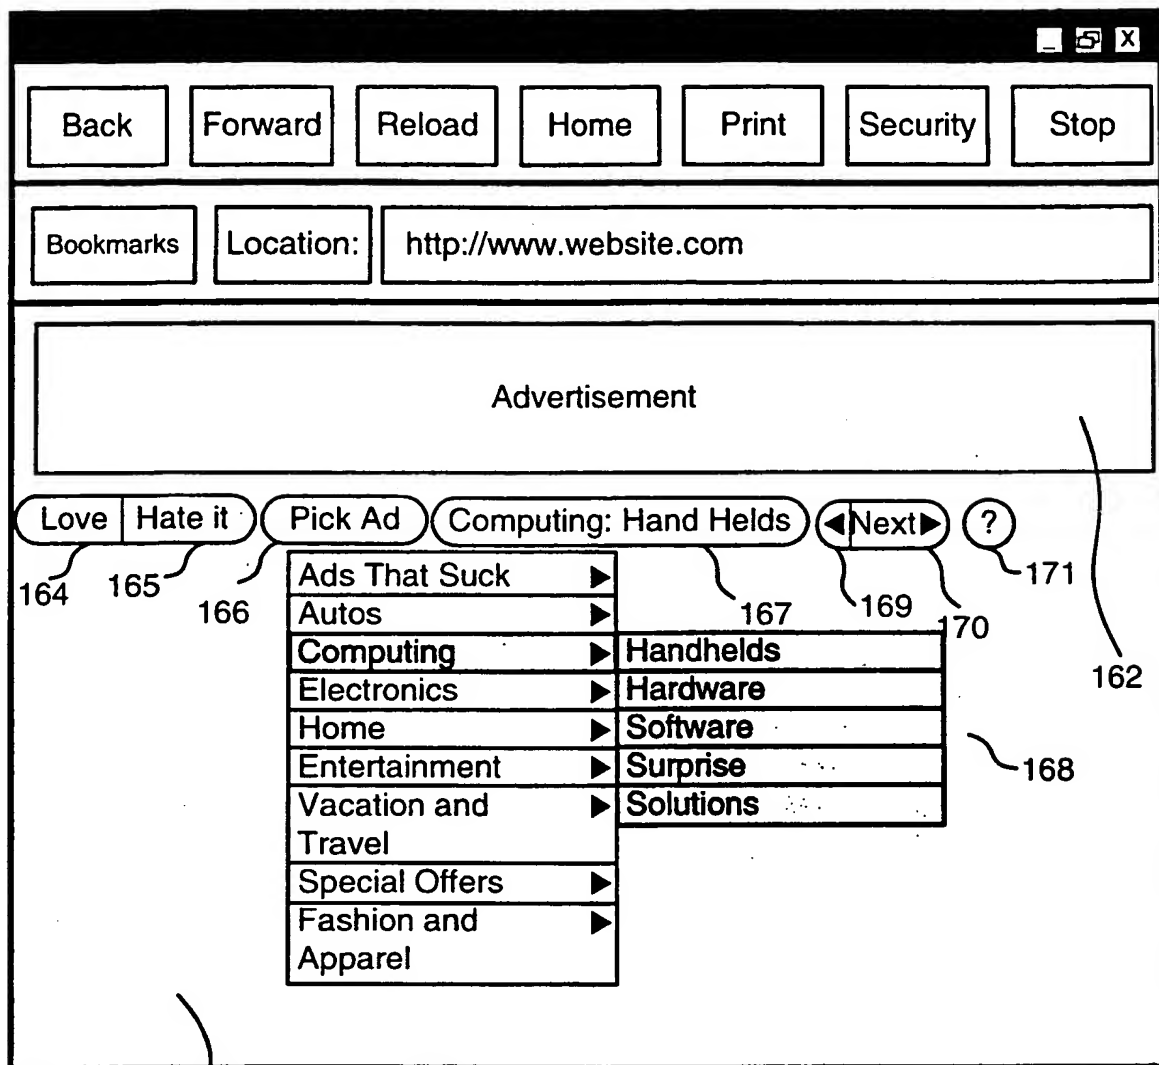 _ X
Back Forward Reload Home Print Security Stop
Bookmarks Location: http://www.website.com
Advertisement
Love Hate it Pick Ad Computing: Hand Helds Next ?
164 165 166 167 169 170 171
162
Ads That Suck
Autos
Computing
Electronics
Home
Entertainment
Vacation and
Travel
Special Offers
Fashion and
Apparel
Handhelds
Hardware
Software
Surprise
Solutions
168